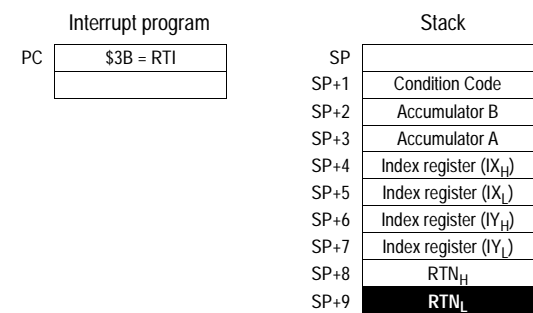 Interrupt program
Stack
PC $3B = RTI
SP
SP+1 Condition Code
SP+2 Accumulator B
SP+3 Accumulator A
SP+4 Index register (IXH)
SP+5 Index register (IXL)
SP+6 Index register (IYH)
SP+7 Index register (IYL)
SP+8 RTNH
SP+9 RTNL